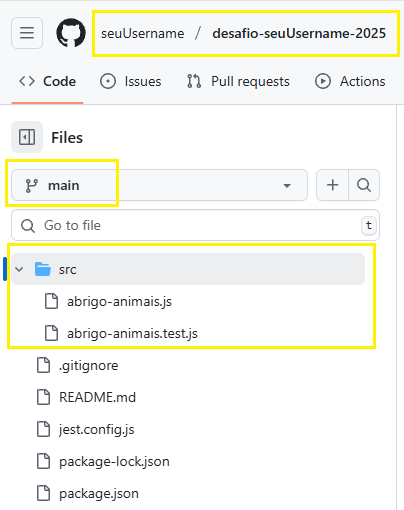 seuUsername / desafio-seuUsername-2025
Code Issues Pull requests Actions
Files
main
Go to file t
src
abrigo-animais.js
abrigo-animais.test.js
.gitignore
README.md
jest.config.js
package-lock.json
package.json